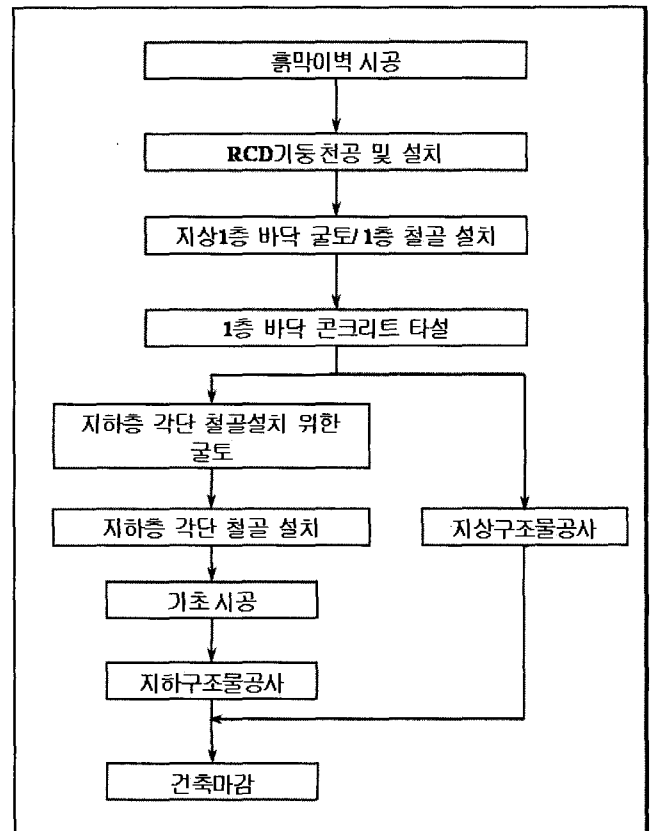 흙막이벽 시공
RCD기둥천공 및 설치
지상1층 바닥 굴토/ 1층 철골 설치
1층 바닥 콘크리트 타설
지하층 각단 철골설치 위한
굴토
지하층 각단 철골 설치
지상구조물공사
기초 시공
지하구조물공사
건축마감